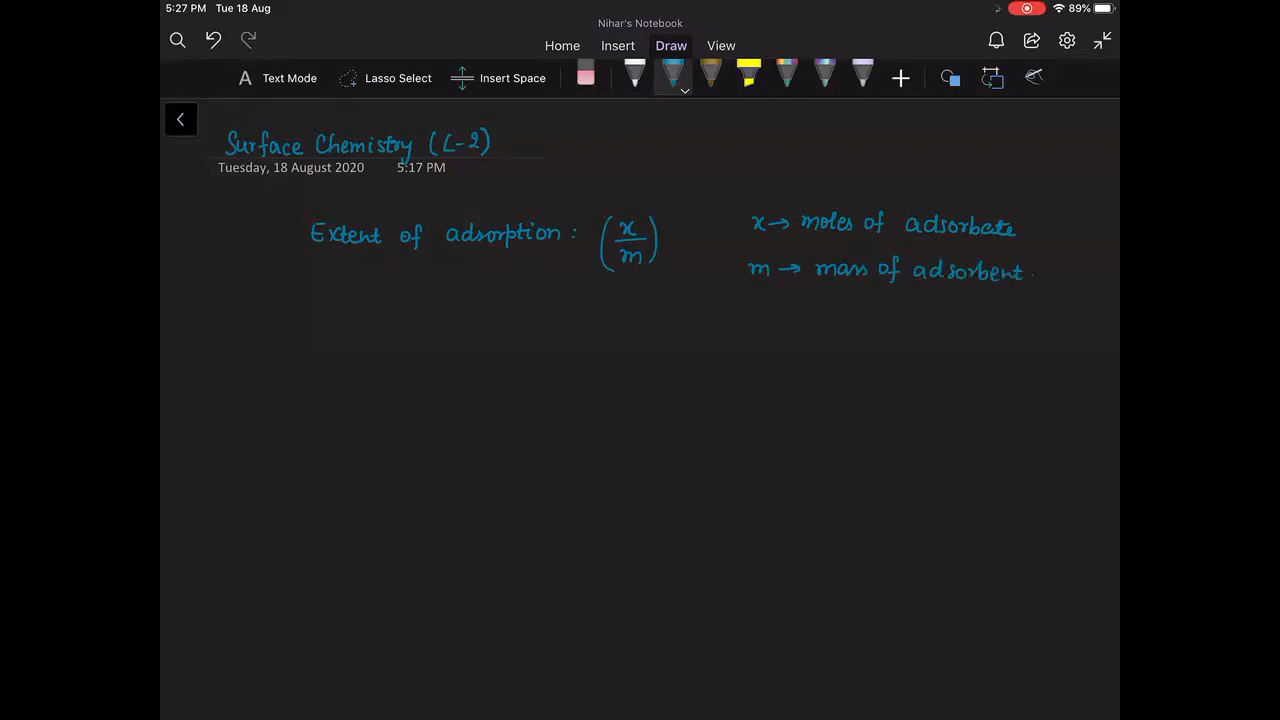 5:27 PM Tue 18 Aug
89%
Nihar's Notebook
Home Insert Draw View
A Text Mode Lasso Select Insert Space
Surface Chemistry (L-2)
Tuesday, 18 August 2020 5:17 PM
Extent of adsorption : (x/m)
x → moles of adsorbate
m → mass of adsorbent